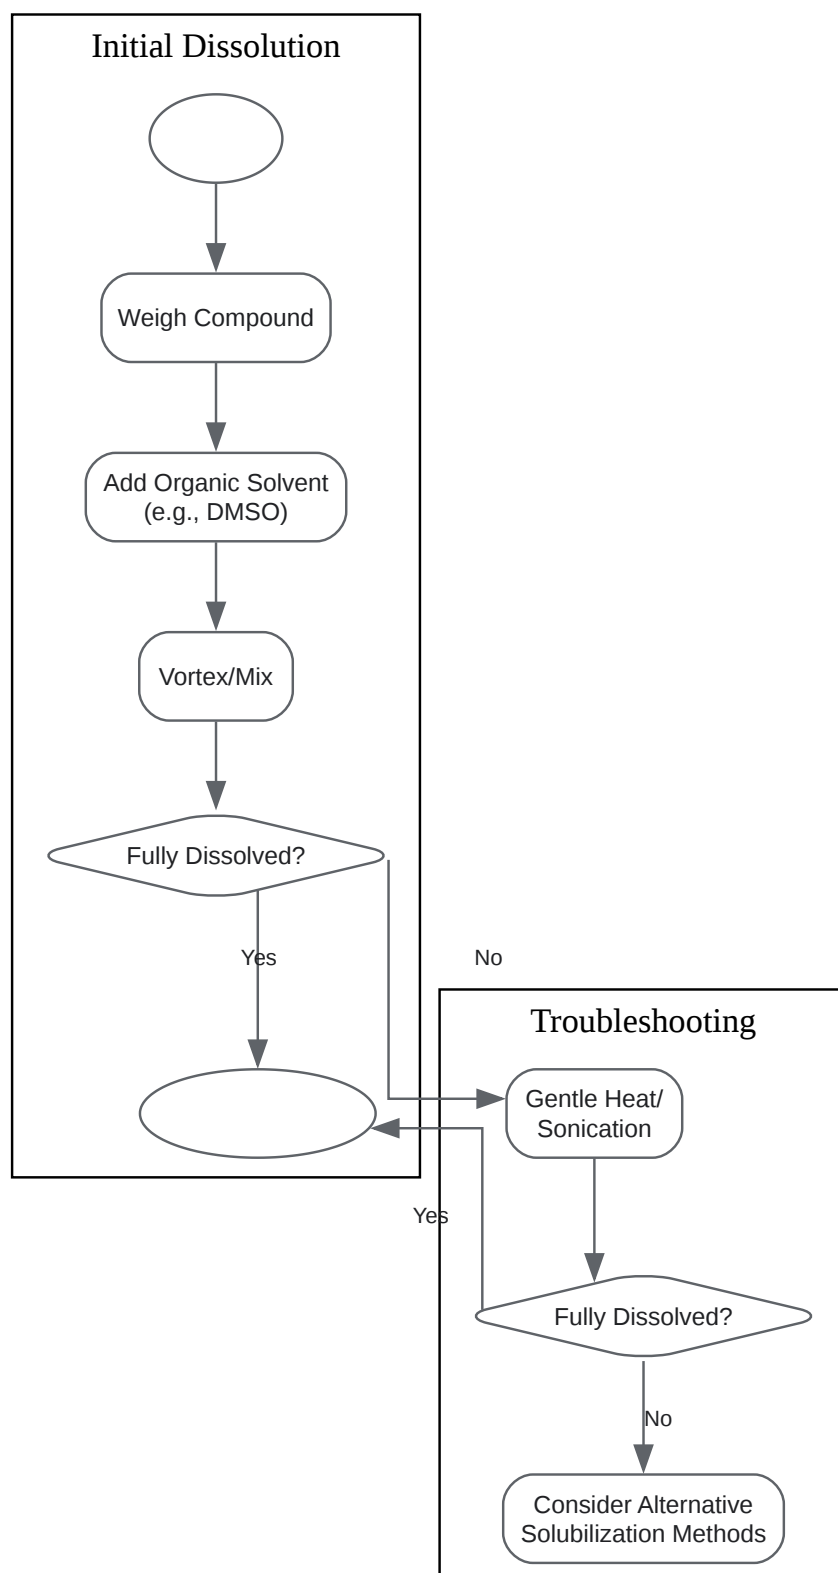 Initial Dissolution
Weigh Compound
Add Organic Solvent
(e.g., DMSO)
Vortex/Mix
Fully Dissolved?
Yes
No
Troubleshooting
Gentle Heat/
Sonication
Yes
Fully Dissolved?
No
Consider Alternative
Solubilization Methods